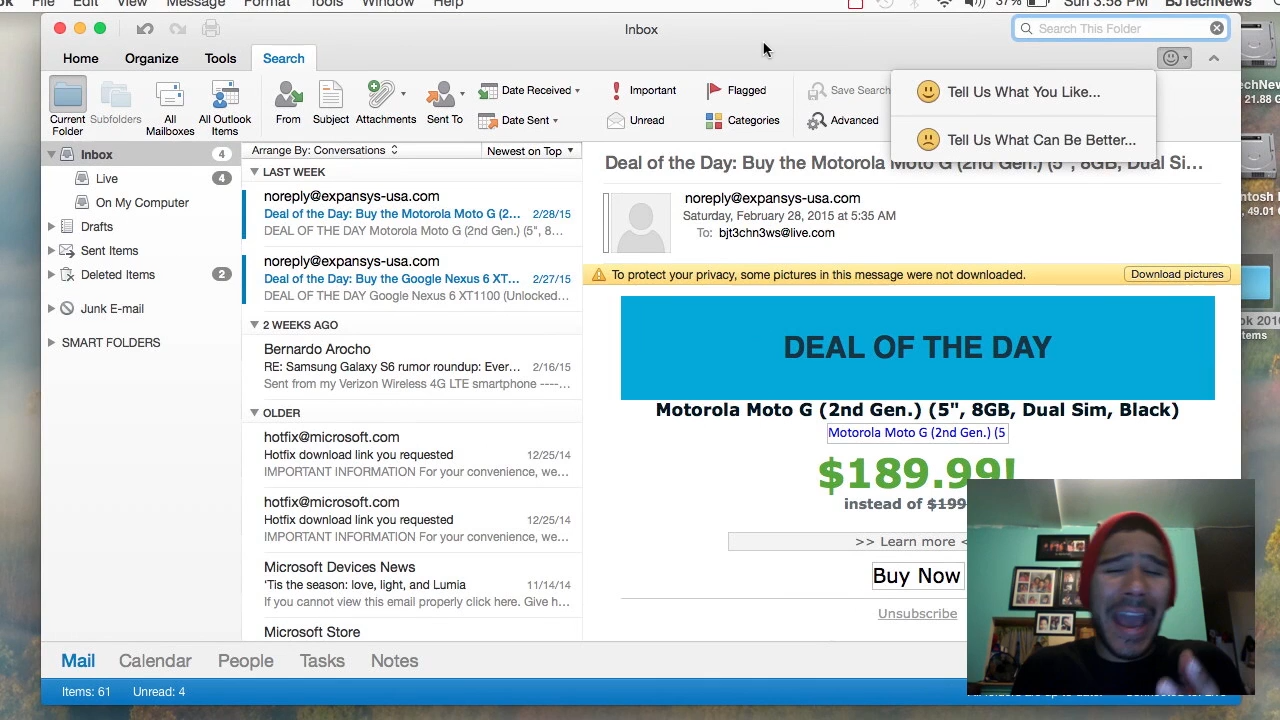 File Edit View Message Format Tools Window Help 37% Sun 3:58 PM BJTechNews
Inbox
Search This Folder
Home Organize Tools Search
Current Folder
Subfolders
All Mailboxes
All Outlook Items
From
Subject
Attachments
Sent To
Date Received
Date Sent
Important
Unread
Flagged
Categories
Save Search
Advanced
Tell Us What You Like...
Tell Us What Can Be Better...
Inbox 4
Live 4
On My Computer
Drafts
Sent Items
Deleted Items 2
Junk E-mail
SMART FOLDERS
Arrange By: Conversations Newest on Top
LAST WEEK
noreply@expansys-usa.com
Deal of the Day: Buy the Motorola Moto G (2... 2/28/15
DEAL OF THE DAY Motorola Moto G (2nd Gen.) (5", 8...
noreply@expansys-usa.com
Deal of the Day: Buy the Google Nexus 6 XT... 2/27/15
DEAL OF THE DAY Google Nexus 6 XT1100 (Unlocked...
2 WEEKS AGO
Bernardo Arocho
RE: Samsung Galaxy S6 rumor roundup: Ever... 2/16/15
Sent from my Verizon Wireless 4G LTE smartphone ----...
OLDER
hotfix@microsoft.com
Hotfix download link you requested 12/25/14
IMPORTANT INFORMATION For your convenience, we...
hotfix@microsoft.com
Hotfix download link you requested 12/25/14
IMPORTANT INFORMATION For your convenience, we...
Microsoft Devices News
'Tis the season: love, light, and Lumia 11/14/14
If you cannot view this email properly click here. Give h...
Microsoft Store
Deal of the Day: Buy the Motorola Moto G (2nd Gen.) (5", 8GB, Dual Si...
noreply@expansys-usa.com
Saturday, February 28, 2015 at 5:35 AM
To: bjt3chn3ws@live.com
To protect your privacy, some pictures in this message were not downloaded. Download pictures
DEAL OF THE DAY
Motorola Moto G (2nd Gen.) (5", 8GB, Dual Sim, Black)
Motorola Moto G (2nd Gen.) (5
$189.99!
instead of $199
>> Learn more <
Buy Now
Unsubscribe
Mail Calendar People Tasks Notes
Items: 61 Unread: 4
21.88 G
49.01 G